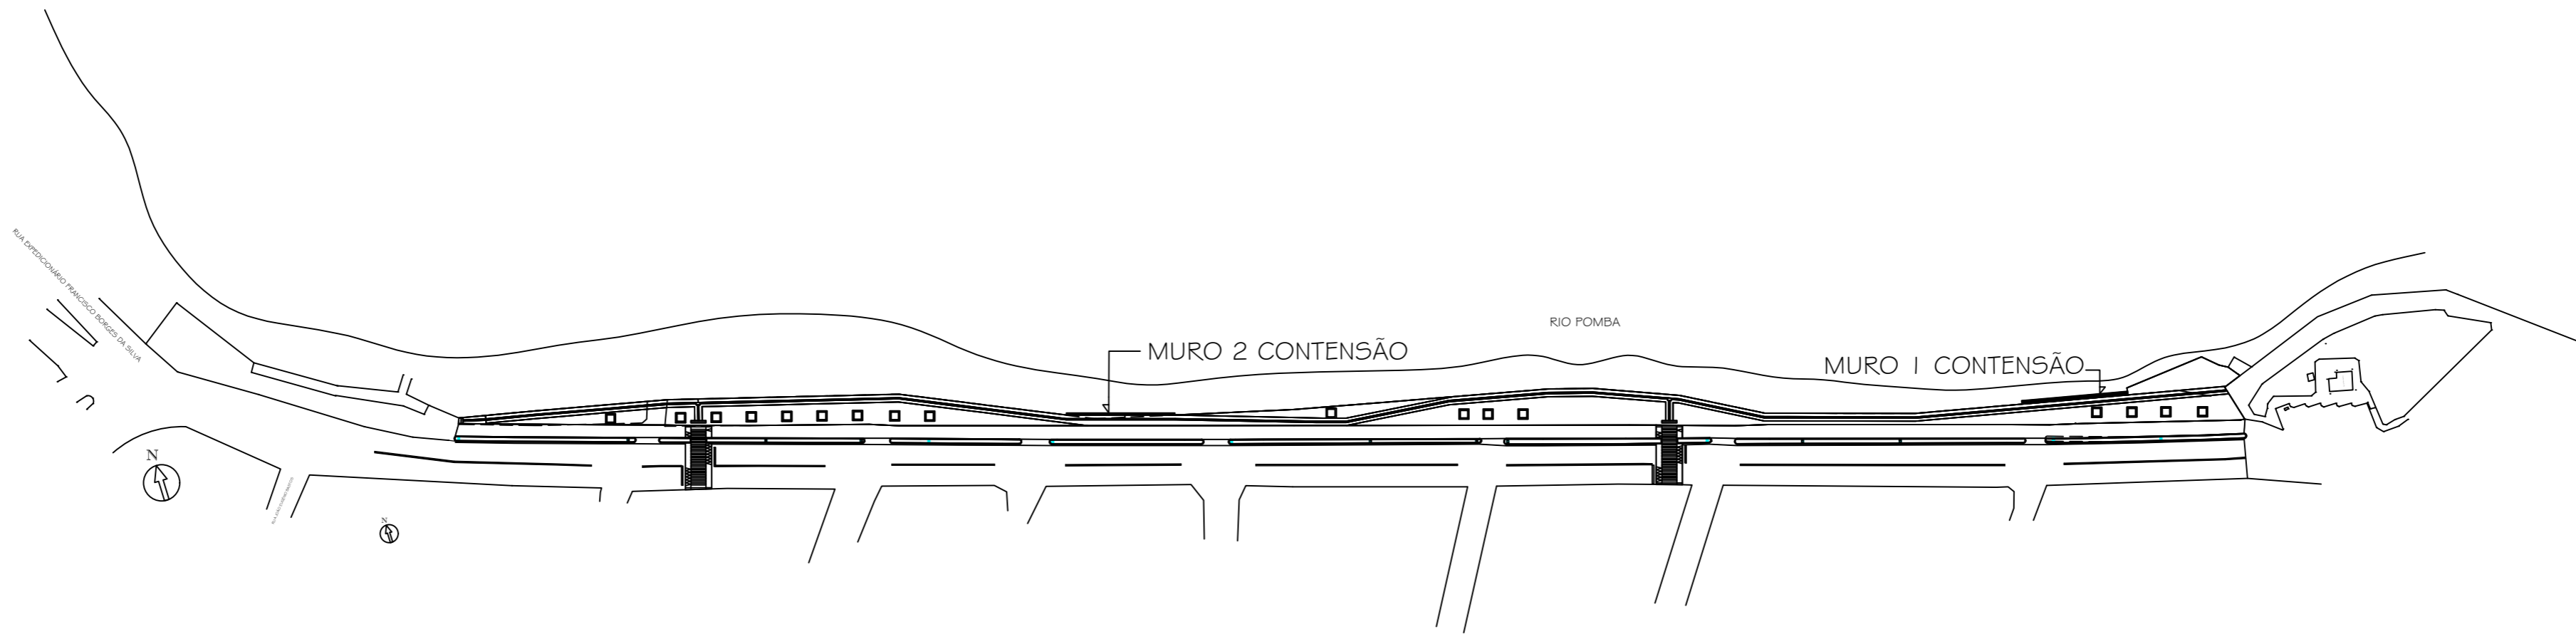 RUA EXPEDICIONÁRIO FRANCISCO BORGES DA SILVA
RIO POMBA
MURO 2 CONTENSÃO
MURO 1 CONTENSÃO
N
N